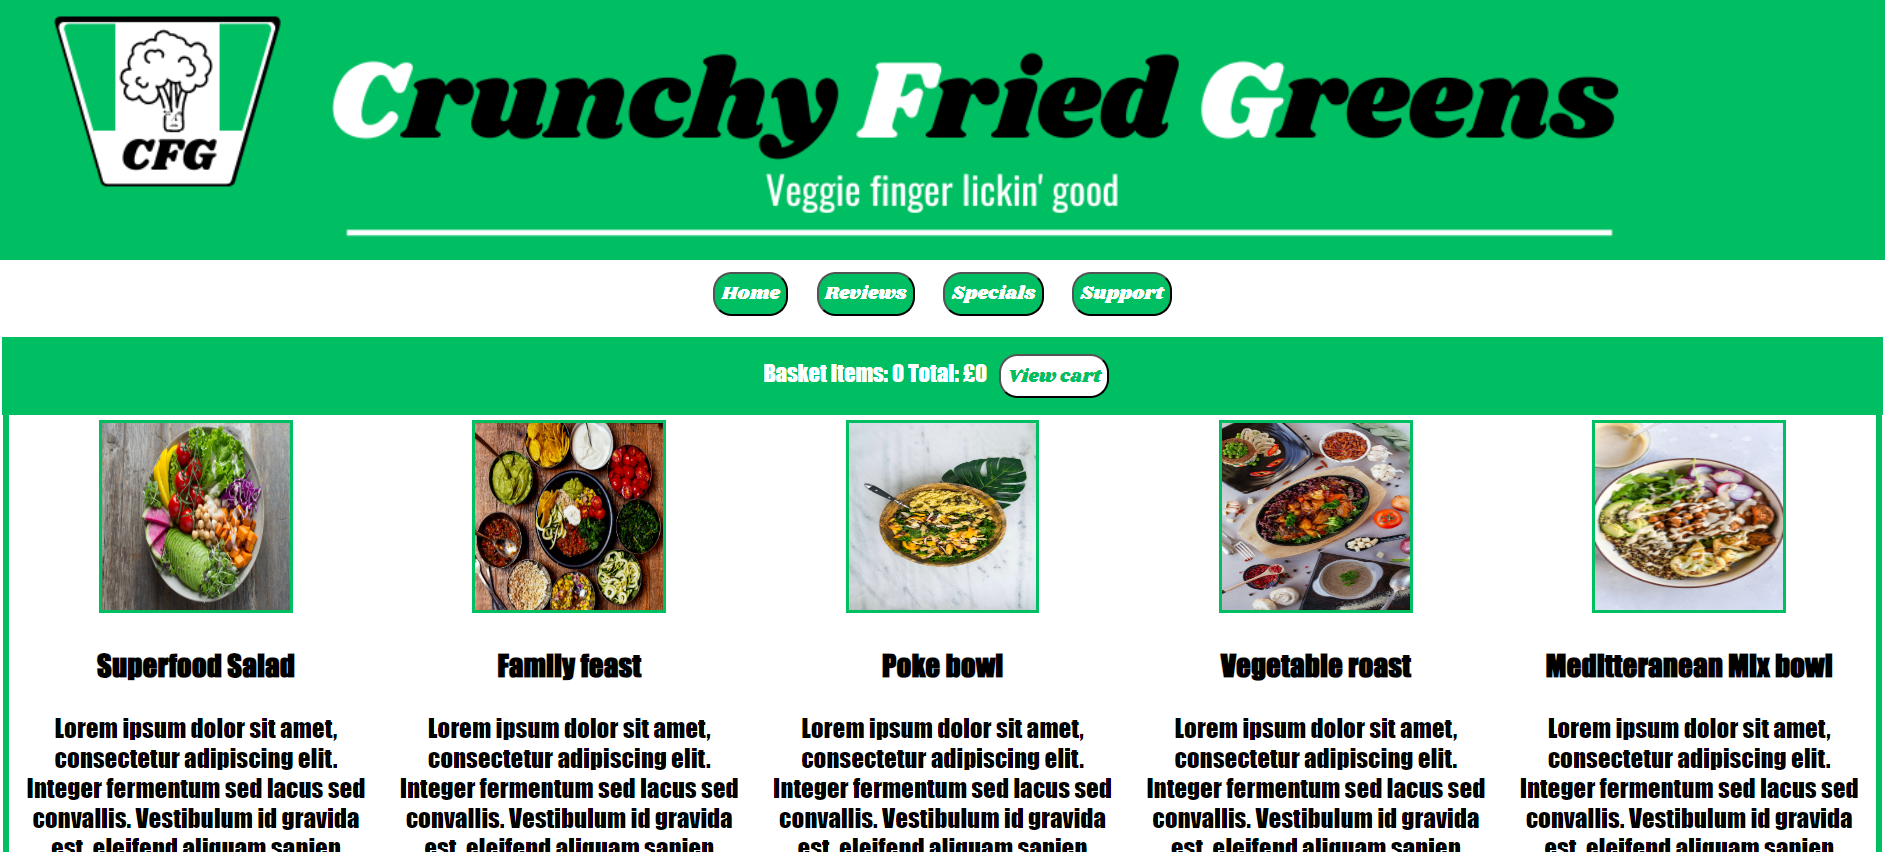 CFG
Crunchy Fried Greens
Veggie finger lickin' good
Home Reviews Specials Support
Basket Items: 0 Total: £0 View cart
Superfood Salad
Lorem ipsum dolor sit amet,
consectetur adipiscing elit.
Integer fermentum sed lacus sed
convallis. Vestibulum id gravida
est, eleifend aliquam sapien
Family feast
Lorem ipsum dolor sit amet,
consectetur adipiscing elit.
Integer fermentum sed lacus sed
convallis. Vestibulum id gravida
est, eleifend aliquam sapien
Poke bowl
Lorem ipsum dolor sit amet,
consectetur adipiscing elit.
Integer fermentum sed lacus sed
convallis. Vestibulum id gravida
est, eleifend aliquam sapien
Vegetable roast
Lorem ipsum dolor sit amet,
consectetur adipiscing elit.
Integer fermentum sed lacus sed
convallis. Vestibulum id gravida
est, eleifend aliquam sapien
Meditteranean Mix bowl
Lorem ipsum dolor sit amet,
consectetur adipiscing elit.
Integer fermentum sed lacus sed
convallis. Vestibulum id gravida
est, eleifend aliquam sapien